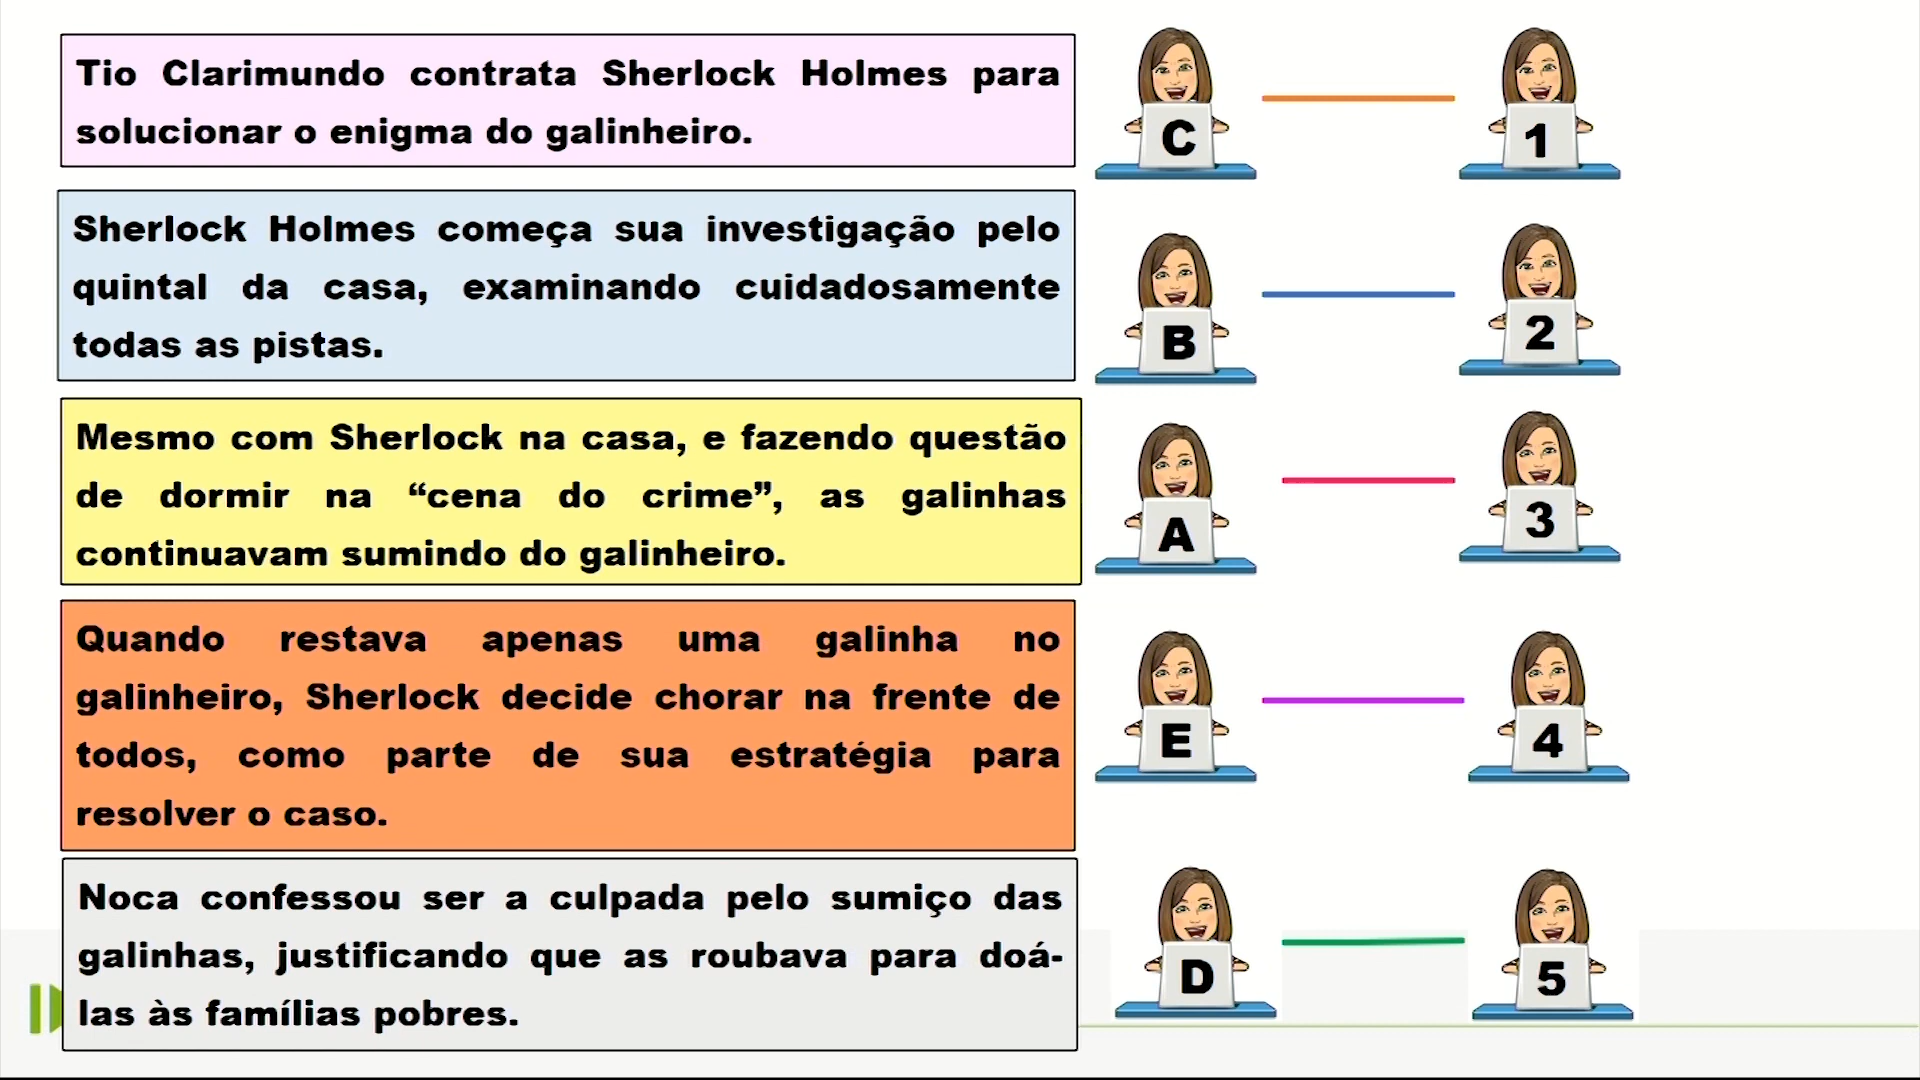 Tio Clarimundo contrata Sherlock Holmes para
solucionar o enigma do galinheiro.
C
1
Sherlock Holmes começa sua investigação pelo
quintal da casa, examinando cuidadosamente
todas as pistas.
B
2
Mesmo com Sherlock na casa, e fazendo questão
de dormir na “cena do crime”, as galinhas
continuavam sumindo do galinheiro.
A
3
Quando restava apenas uma galinha no
galinheiro, Sherlock decide chorar na frente de
todos, como parte de sua estratégia para
resolver o caso.
E
4
Noca confessou ser a culpada pelo sumiço das
galinhas, justificando que as roubava para doá-
las às famílias pobres.
D
5